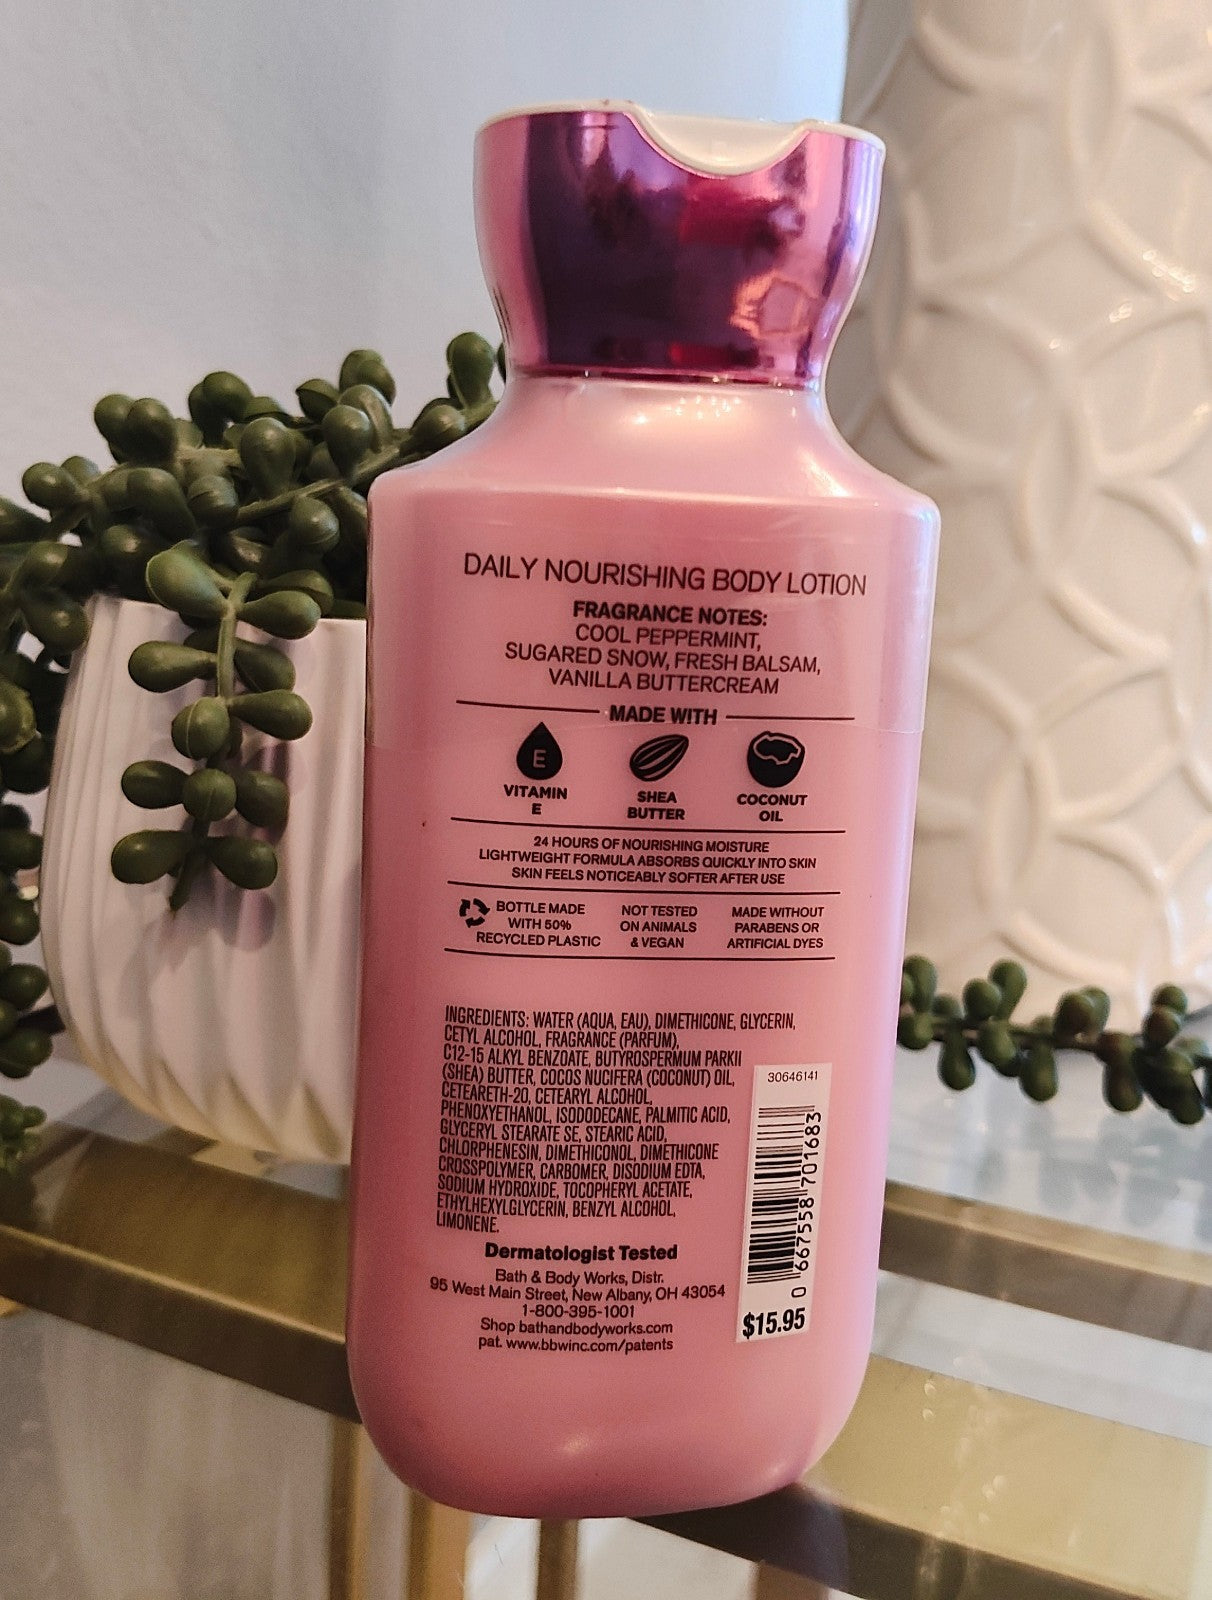 DAILY NOURISHING BODY LOTION
FRAGRANCE NOTES:
COOL PEPPERMINT,
SUGARED SNOW, FRESH BALSAM,
VANILLA BUTTERCREAM
MADE WITH
E
VITAMIN
E
SHEA
BUTTER
COCONUT
OIL
24 HOURS OF NOURISHING MOISTURE
LIGHTWEIGHT FORMULA ABSORBS QUICKLY INTO SKIN
SKIN FEELS NOTICEABLY SOFTER AFTER USE
BOTTLE MADE
WITH 50%
RECYCLED PLASTIC
NOT TESTED
ON ANIMALS
& VEGAN
MADE WITHOUT
PARABENS OR
ARTIFICIAL DYES
INGREDIENTS: WATER (AQUA, EAU), DIMETHICONE, GLYCERIN,
CETYL ALCOHOL, FRAGRANCE (PARFUM),
C12-15 ALKYL BENZOATE, BUTYROSPERMUM PARKII
(SHEA) BUTTER, COCOS NUCIFERA (COCONUT) OIL,
CETEARETH-20, CETEARYL ALCOHOL,
PHENOXYETHANOL, ISODODECANE, PALMITIC ACID,
GLYCERYL STEARATE SE, STEARIC ACID,
CHLORPHENESIN, DIMETHICONOL, DIMETHICONE
CROSSPOLYMER, CARBOMER, DISODIUM EDTA,
SODIUM HYDROXIDE, TOCOPHERYL ACETATE,
ETHYLHEXYLGLYCERIN, BENZYL ALCOHOL,
LIMONENE.
Dermatologist Tested
Bath & Body Works, Distr.
95 West Main Street, New Albany, OH 43054
1-800-395-1001
Shop bathandbodyworks.com
pat. www.bbwinc.com/patents
30646141
0 667558 701683
$15.95